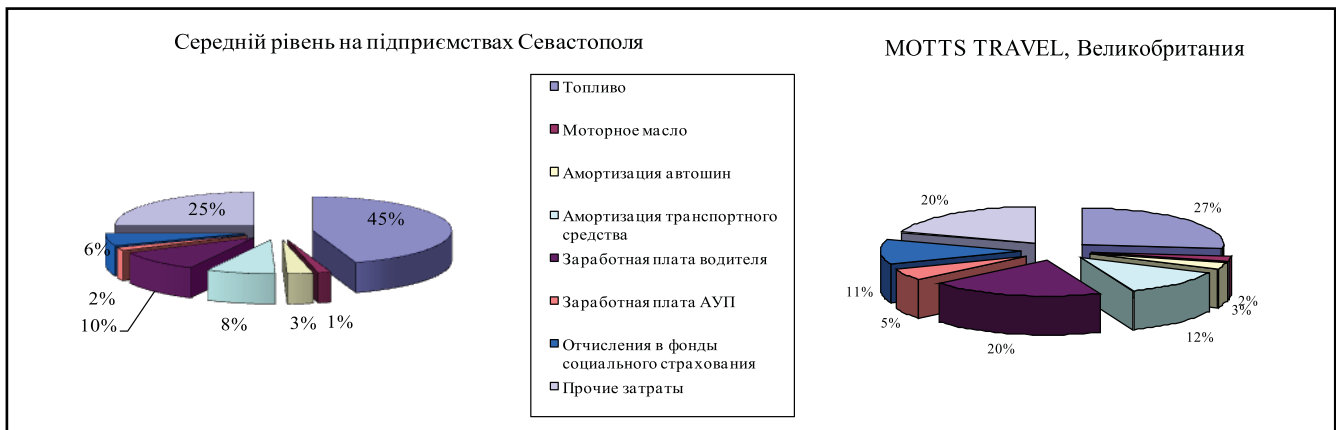 Середній рівень на підприємствах Севастополя
MOTTS TRAVEL, Великобритания
Топливо
Моторное масло
Амортизация автошин
Амортизация транспортного
средства
Заработная плата водителя
Заработная плата АУП
Отчисления в фонды
социального страхования
Прочие затраты
25%
45%
6%
2%
10%
8%
3%
1%
20%
27%
11%
5%
20%
12%
3%
2%